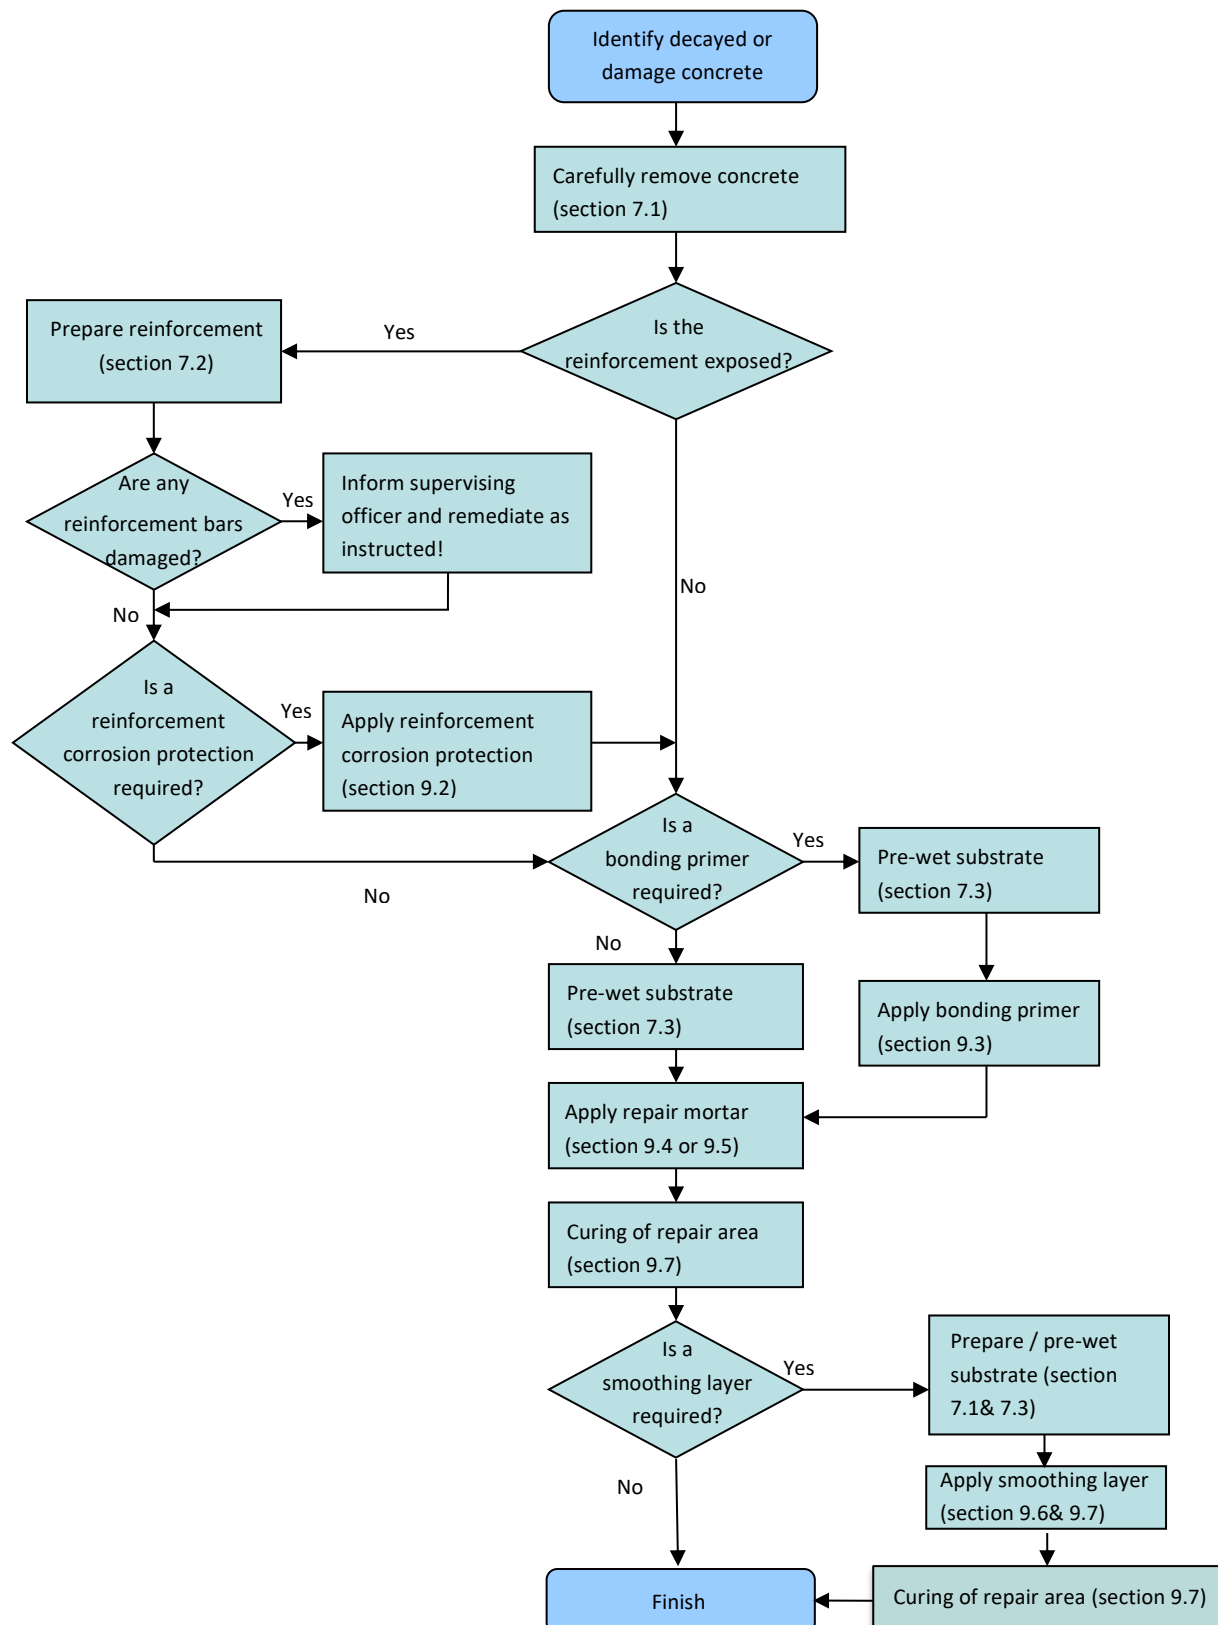 Identify decayed or
damage concrete
Carefully remove concrete
(section 7.1)
Is the
reinforcement exposed?
Yes
Prepare reinforcement
(section 7.2)
Are any
reinforcement bars
damaged?
Yes
Inform supervising
officer and remediate as
instructed!
No
No
Is a
reinforcement
corrosion protection
required?
Yes
Apply reinforcement
corrosion protection
(section 9.2)
No
Is a
bonding primer
required?
Yes
Pre-wet substrate
(section 7.3)
No
Pre-wet substrate
(section 7.3)
Apply bonding primer
(section 9.3)
Apply repair mortar
(section 9.4 or 9.5)
Curing of repair area
(section 9.7)
Is a
smoothing layer
required?
Yes
Prepare / pre-wet
substrate (section
7.1& 7.3)
No
Apply smoothing layer
(section 9.6& 9.7)
Curing of repair area (section 9.7)
Finish